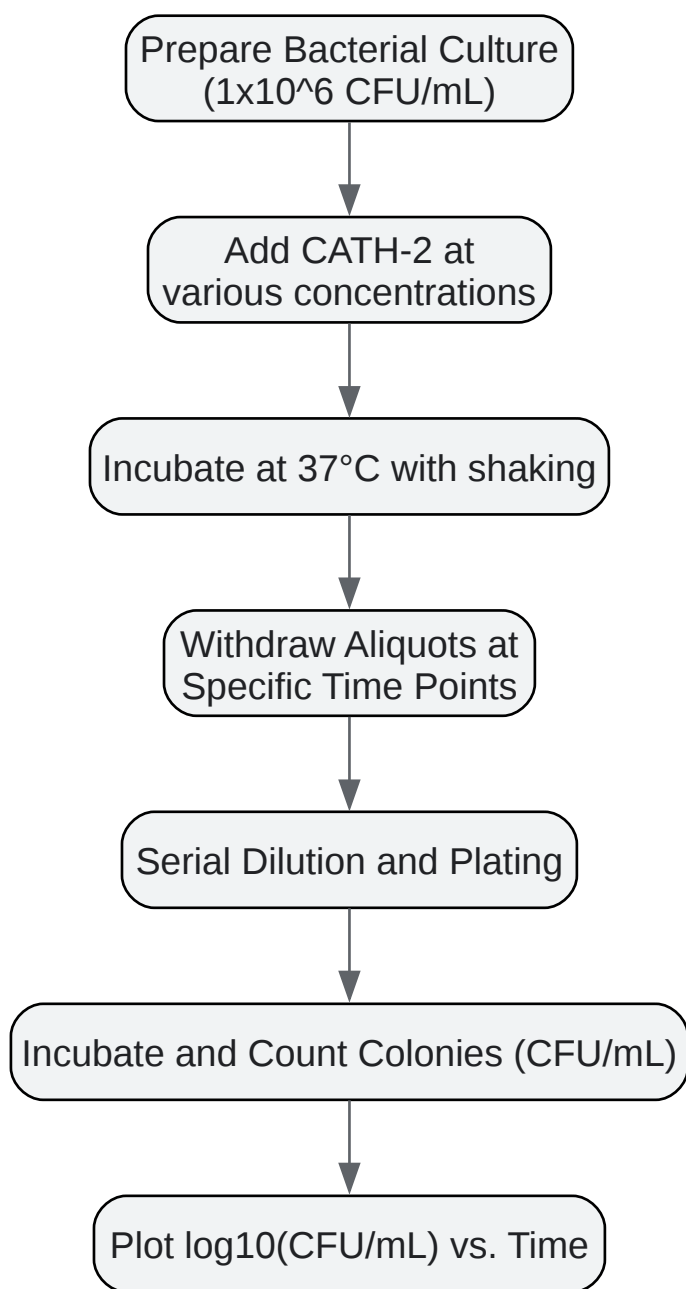 Prepare Bacterial Culture
(1x10^6 CFU/mL)
Add CATH-2 at
various concentrations
Incubate at 37°C with shaking
Withdraw Aliquots at
Specific Time Points
Serial Dilution and Plating
Incubate and Count Colonies (CFU/mL)
Plot log10(CFU/mL) vs. Time